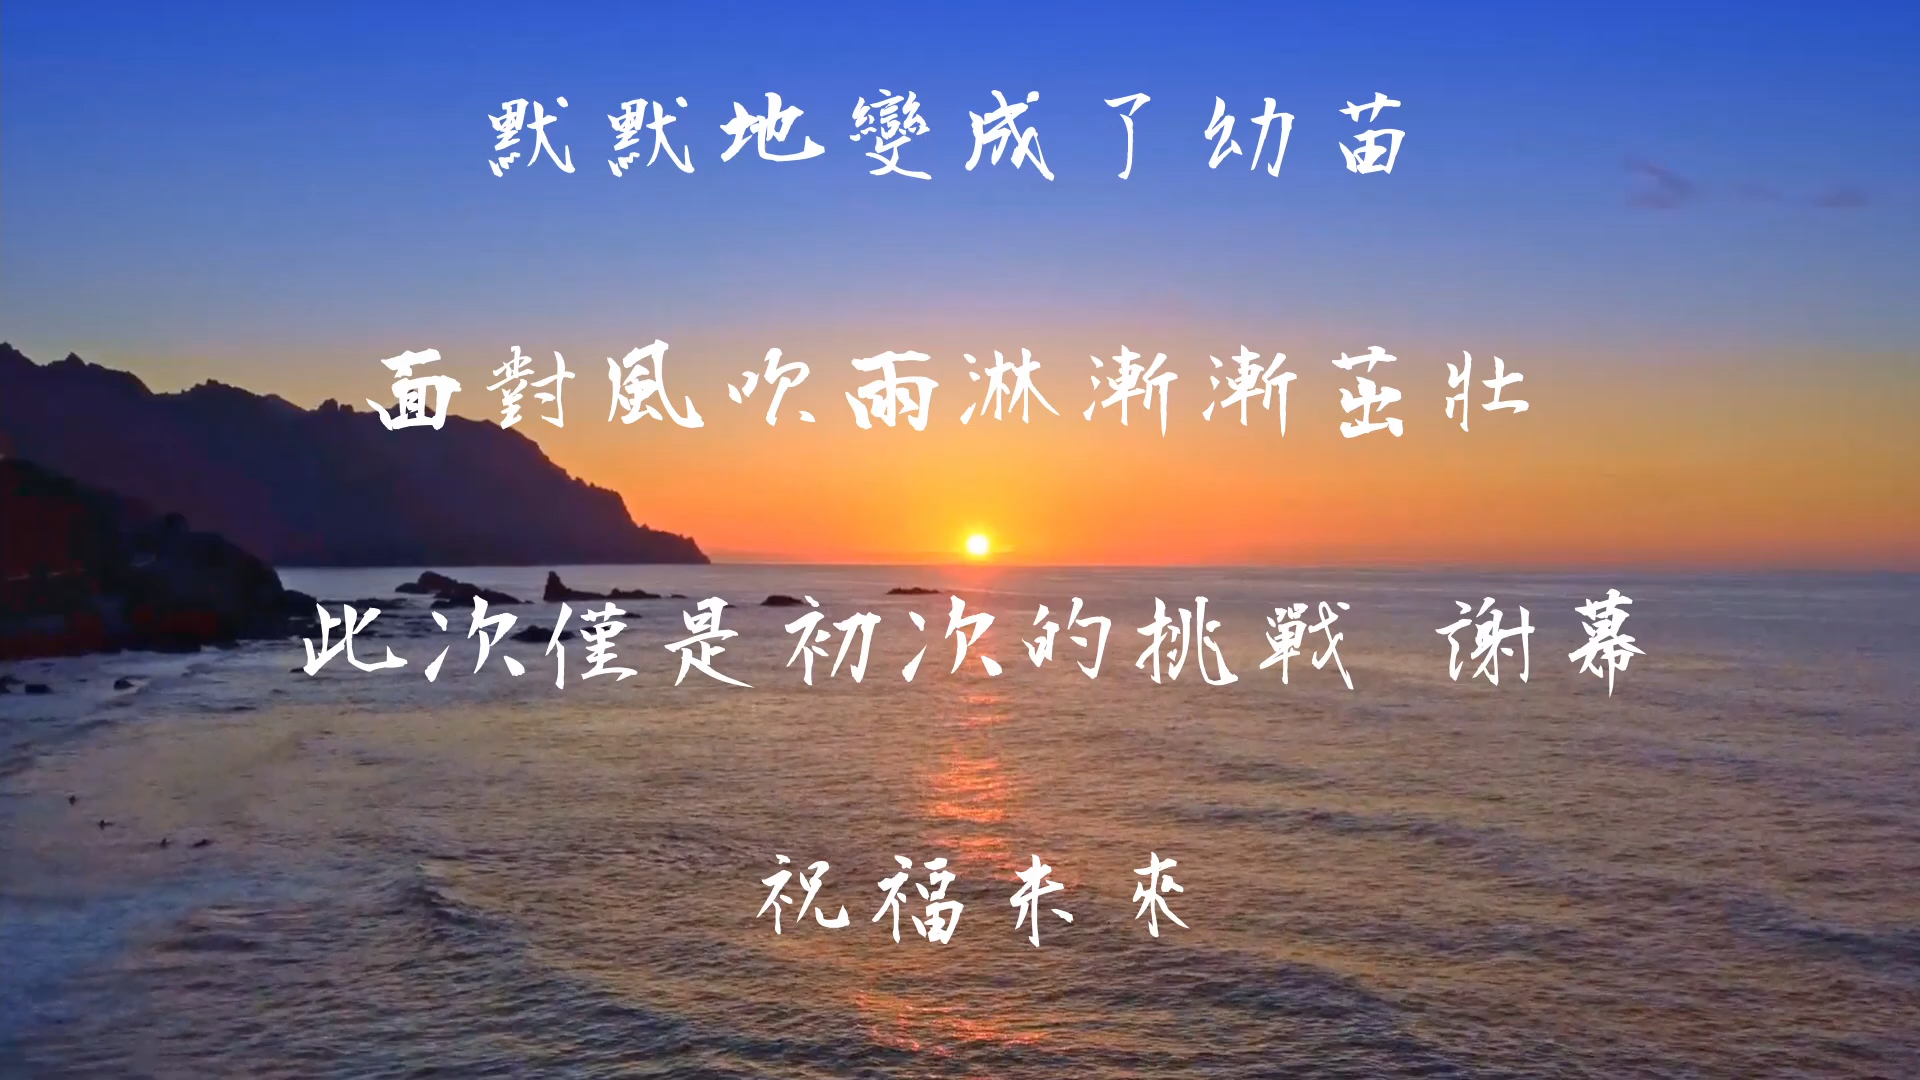 默默地變成了幼苗
面對風吹雨淋漸漸茁壯
此次僅是初次的挑戰 謝幕
祝福未來